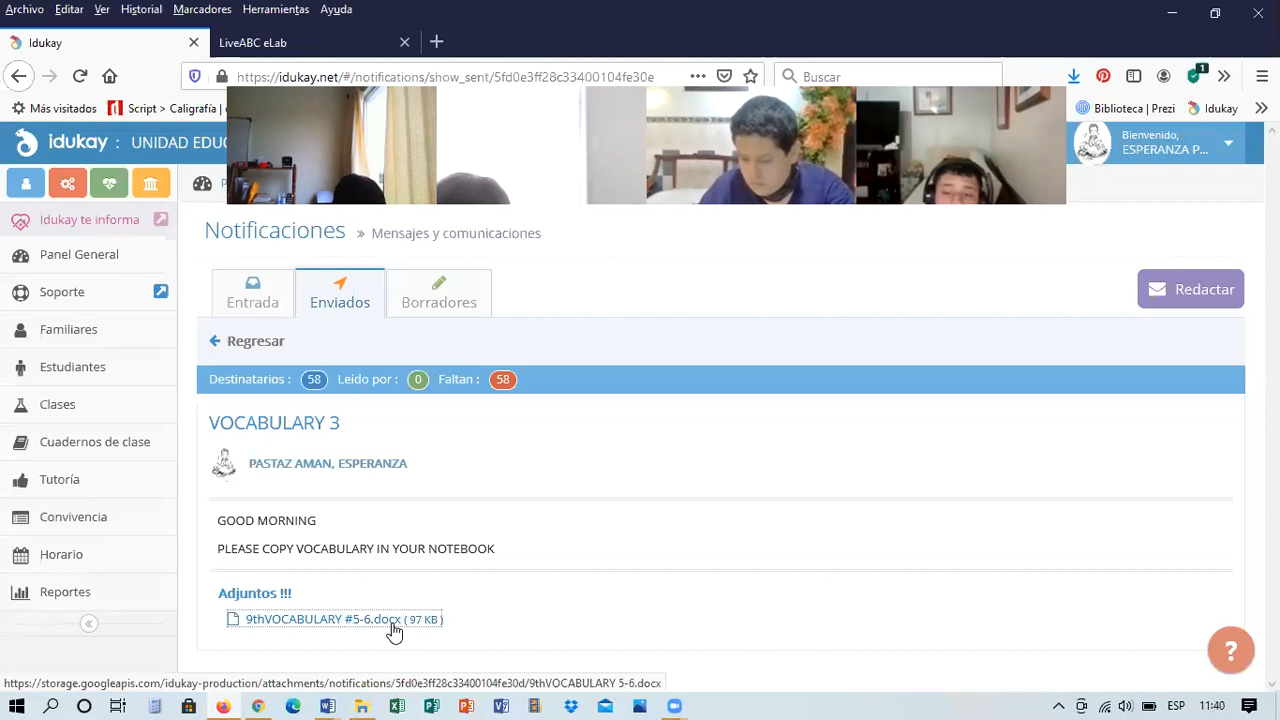 Archivo Editar Ver Historial Marcadores Herramientas Ayuda
Idukay
LiveABC eLab
https://idukay.net/#/notifications/show_sent/5fd0e3ff28c33400104fe30e
Buscar
Más visitados
Script > Caligrafía (
Biblioteca | Prezi
Idukay
idukay : UNIDAD EDUC
Bienvenido,
ESPERANZA P...
Idukay te informa
Panel General
Soporte
Familiares
Estudiantes
Clases
Cuadernos de clase
Tutoría
Convivencia
Horario
Reportes
Notificaciones » Mensajes y comunicaciones
Entrada
Enviados
Borradores
Redactar
Regresar
Destinatarios : 58 Leído por : 0 Faltan : 58
VOCABULARY 3
PASTAZ AMAN, ESPERANZA
GOOD MORNING
PLEASE COPY VOCABULARY IN YOUR NOTEBOOK
Adjuntos !!!
9thVOCABULARY #5-6.docx ( 97 KB )
?
https://storage.googleapis.com/idukay-production/attachments/notifications/5fd0e3ff28c33400104fe30d/9thVOCABULARY 5-6.docx
ESP 11:40